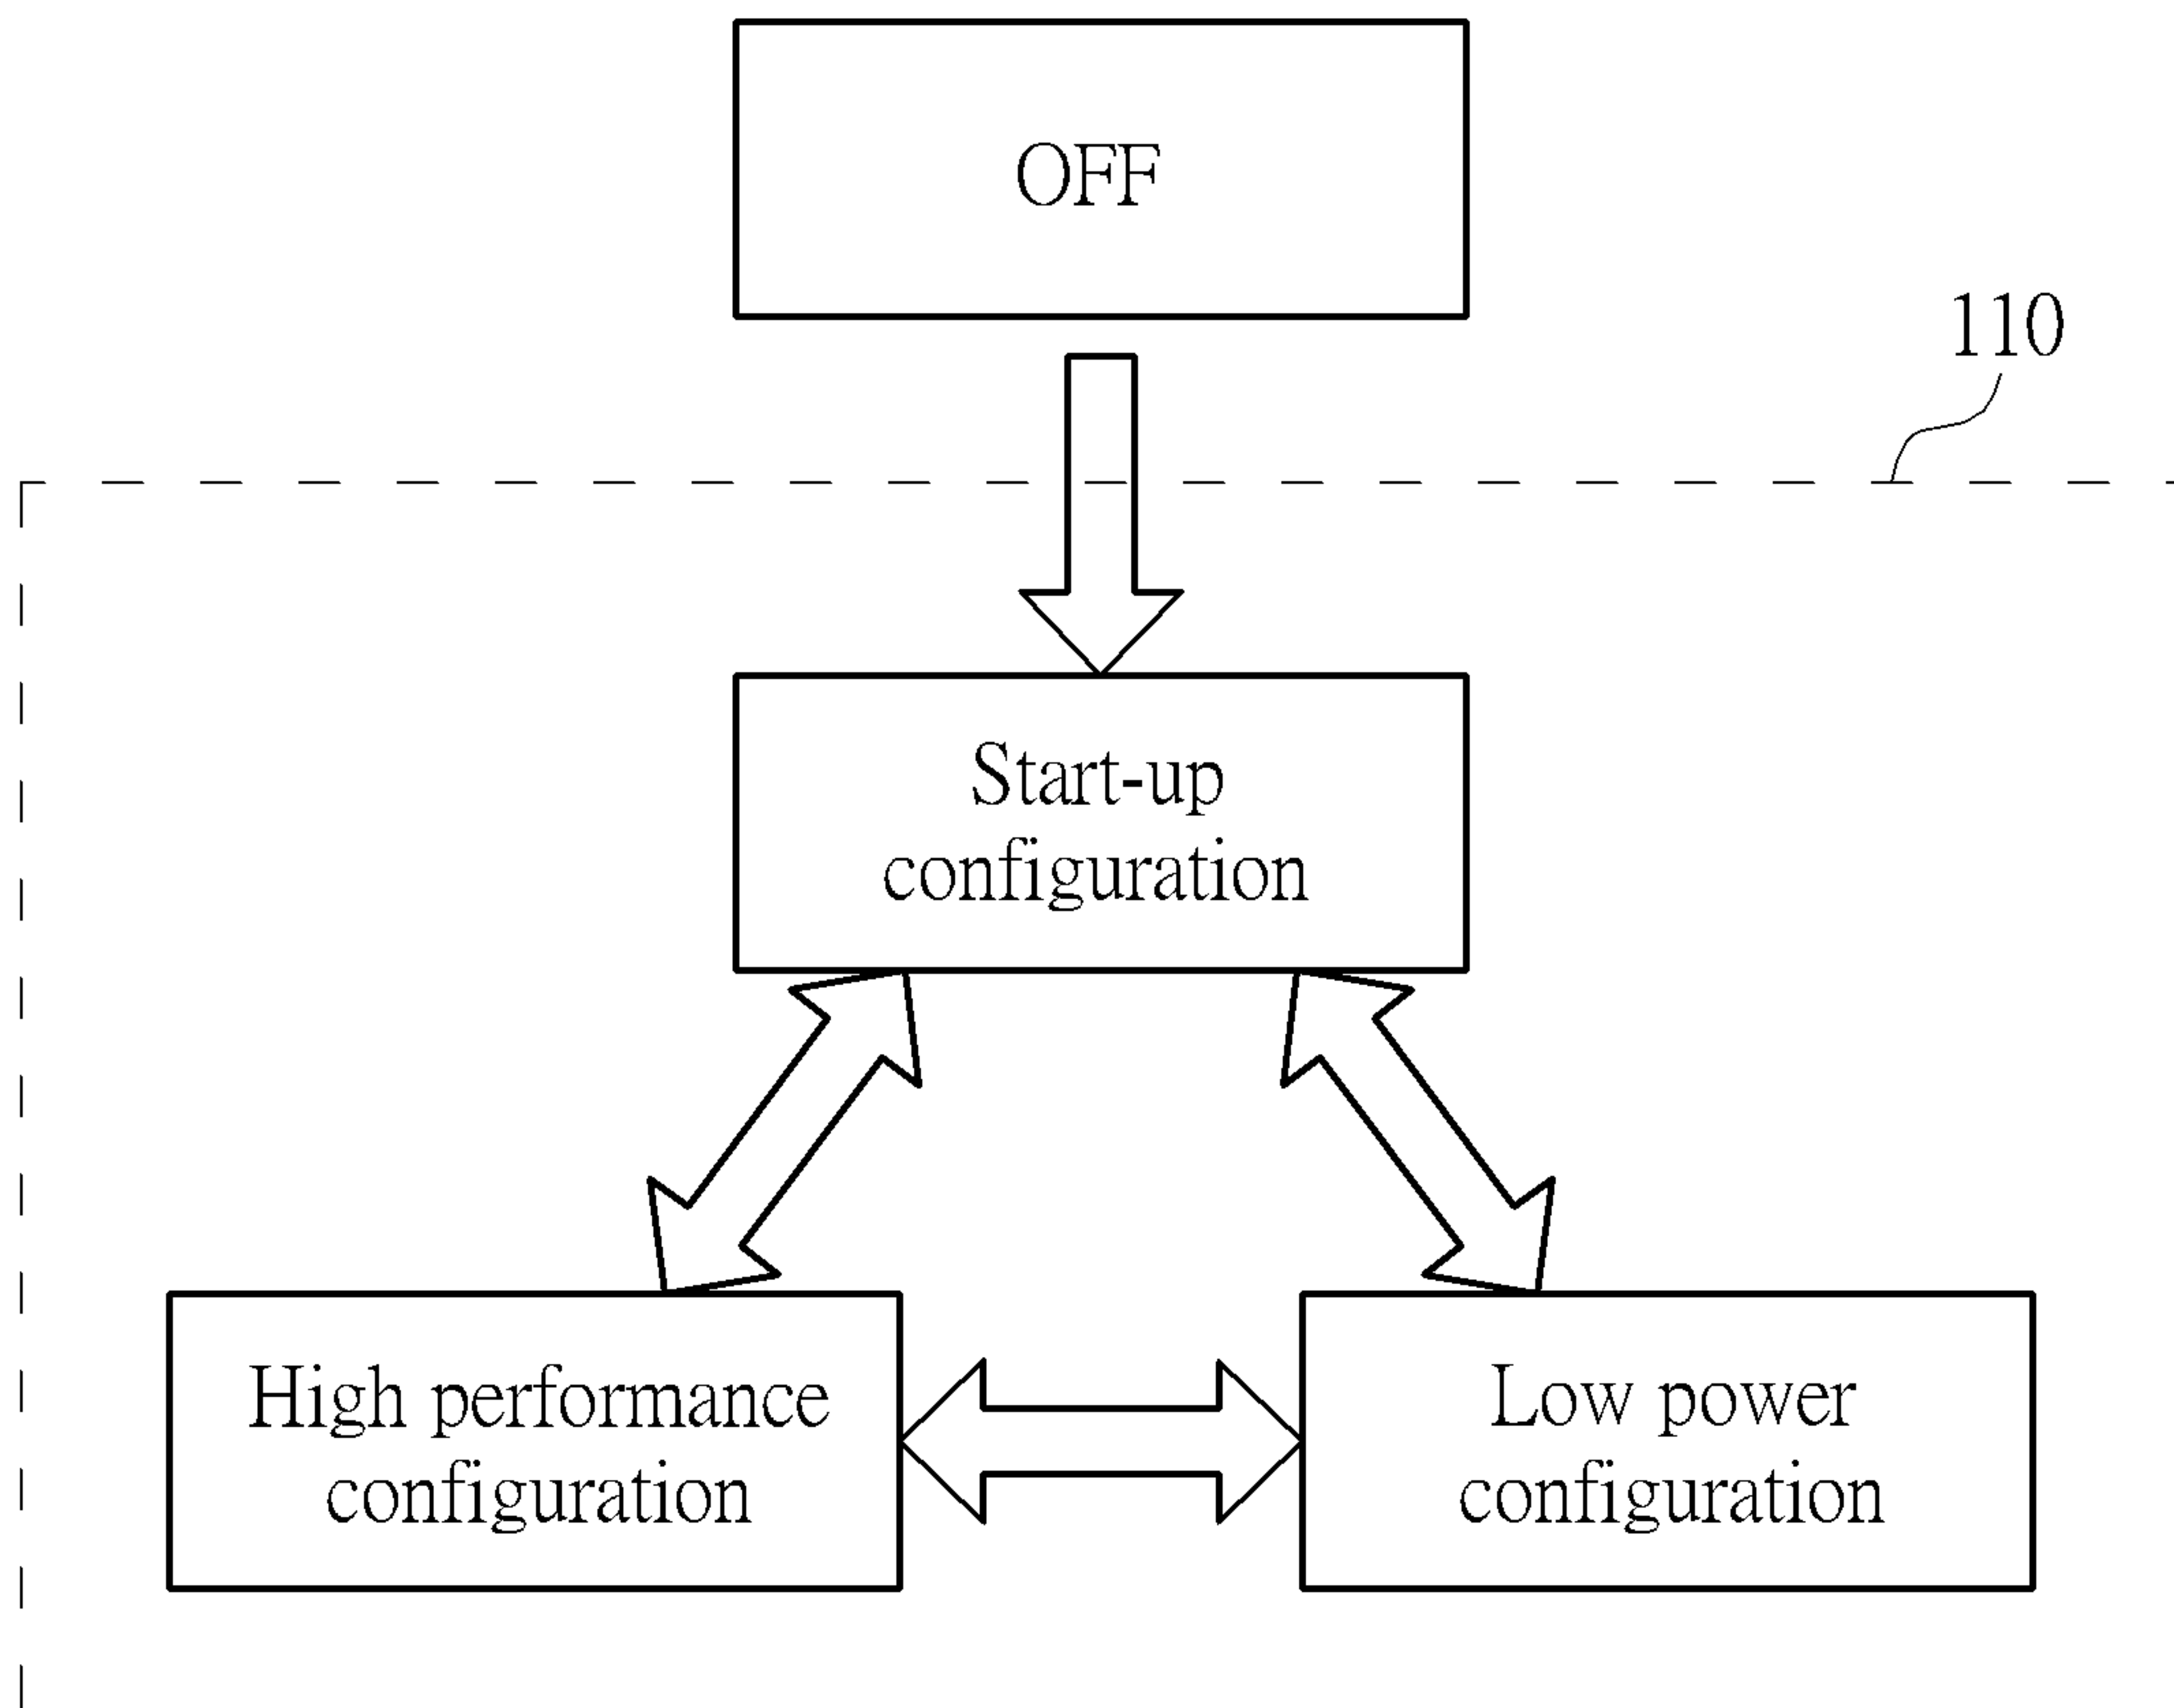 OFF
110
Start-up
configuration
High performance
configuration
Low power
configuration